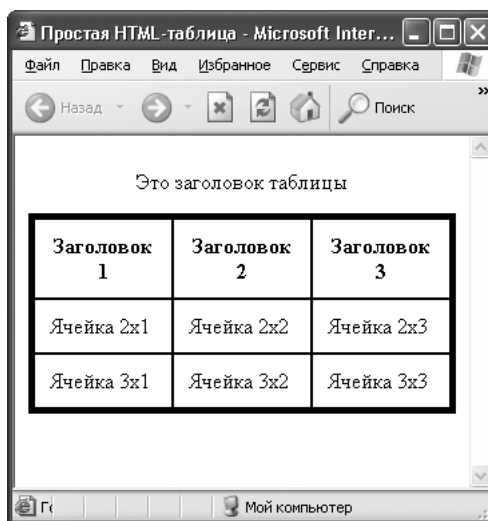 Простая HTML-таблица - Microsoft Inter...
Файл Правка Вид Избранное Сервис Справка
Назад Поиск »
Это заголовок таблицы
Заголовок 1 Заголовок 2 Заголовок 3
Ячейка 2x1 Ячейка 2x2 Ячейка 2x3
Ячейка 3x1 Ячейка 3x2 Ячейка 3x3
Мой компьютер